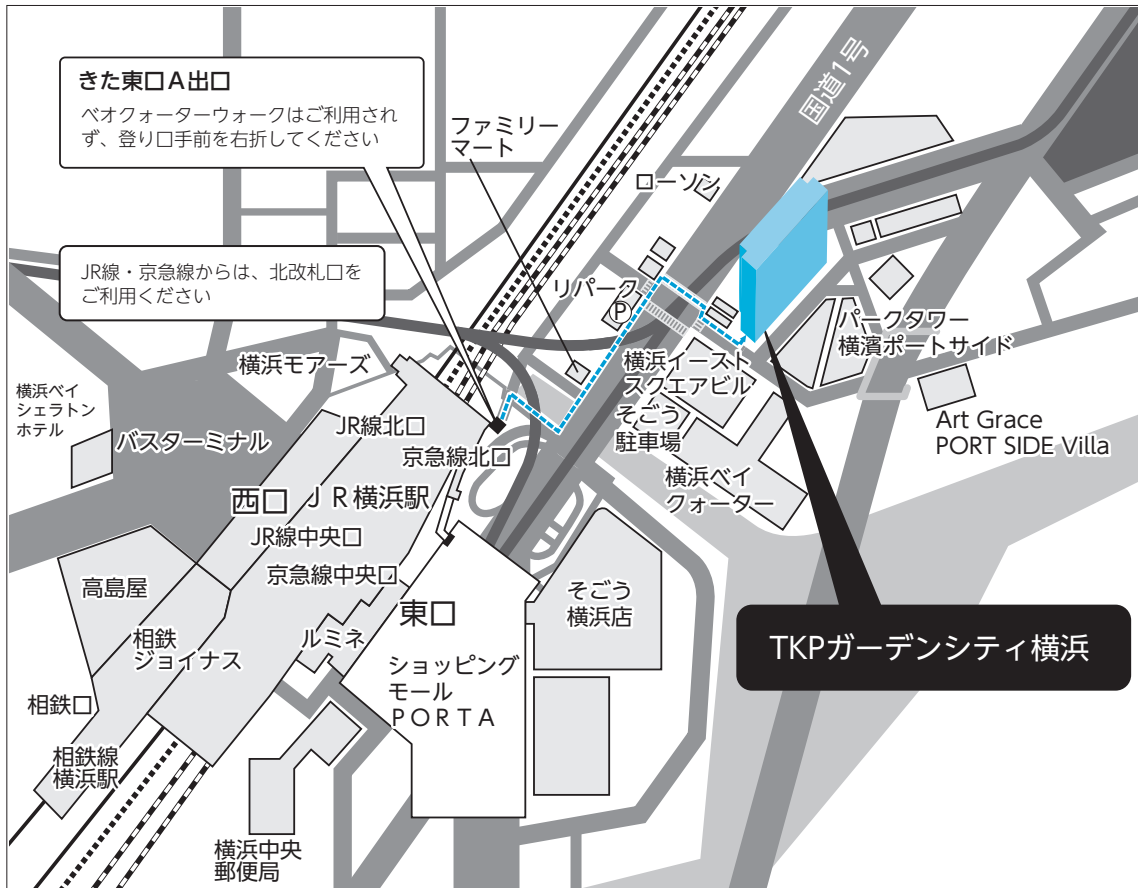 きた東口A出口
ベオクォーターウォークはご利用され
ず、登り口手前を右折してください
JR線・京急線からは、北改札口を
ご利用ください
ファミリー
マート
国道1号
ローソン
リパーク
P
パークタワー
横濱ポートサイド
横浜イースト
スクエアビル
そごう
駐車場
横浜ベイ
クォーター
Art Grace
PORT SIDE Villa
横浜モアーズ
横浜ベイ
シェラトン
ホテル
バスターミナル
JR線北口
京急線北口
西口
JR横浜駅
JR線中央口
京急線中央口
高島屋
相鉄
ジョイナス
ルミネ
東口
ショッピング
モール
PORTA
そごう
横浜店
TKPガーデンシティ横浜
相鉄口
相鉄線
横浜駅
横浜中央
郵便局